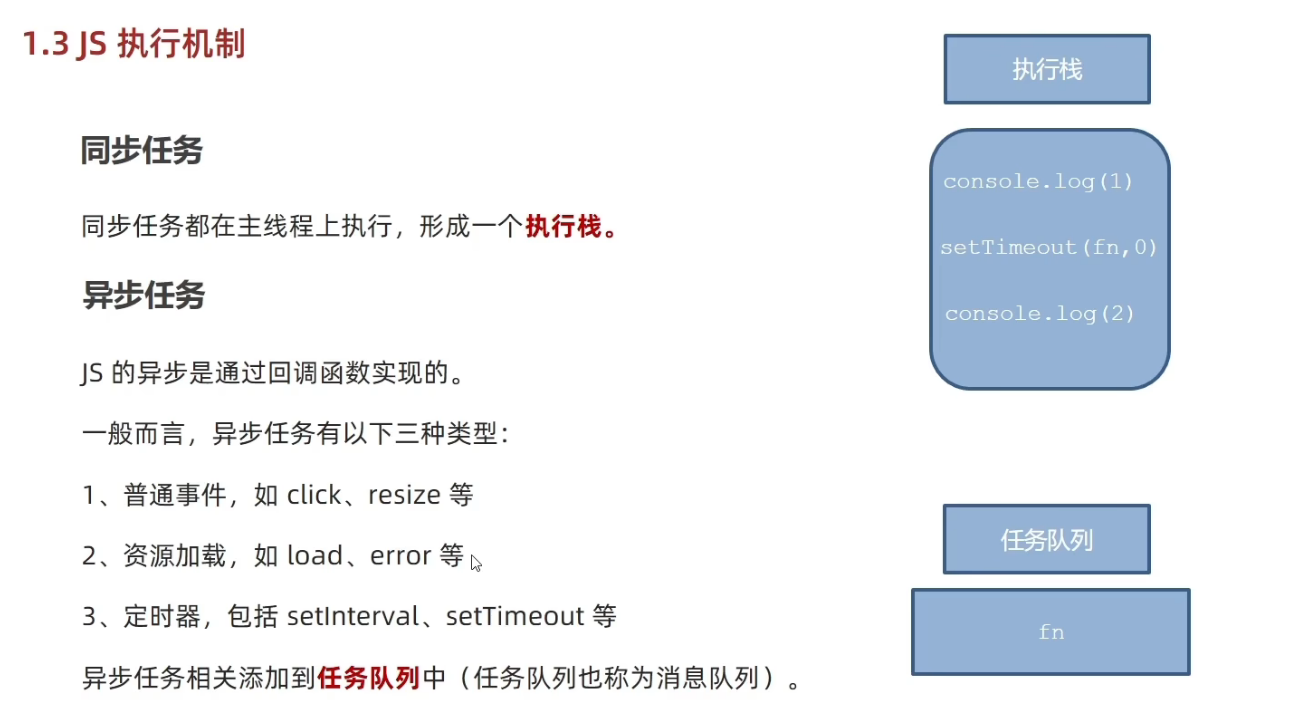 1.3 JS 执行机制
同步任务
同步任务都在主线程上执行，形成一个执行栈。
异步任务
JS 的异步是通过回调函数实现的。
一般而言，异步任务有以下三种类型：
1、普通事件，如 click、resize 等
2、资源加载，如 load、error 等
3、定时器，包括 setInterval、setTimeout 等
异步任务相关添加到任务队列中（任务队列也称为消息队列）。
执行栈
console.log(1)
setTimeout(fn,0)
console.log(2)
任务队列
fn